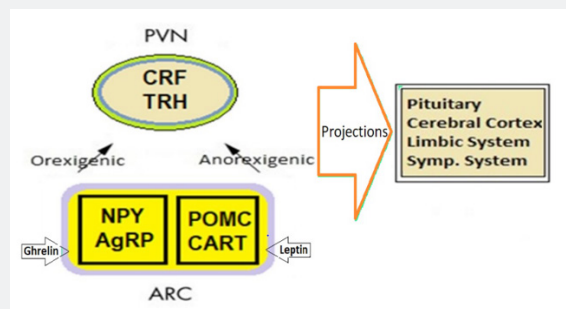 PVN
CRF
TRH
Orexigenic
Anorexigenic
NPY
AgRP
POMC
CART
Ghrelin
Leptin
ARC
Projections
Pituitary
Cerebral Cortex
Limbic System
Symp. System